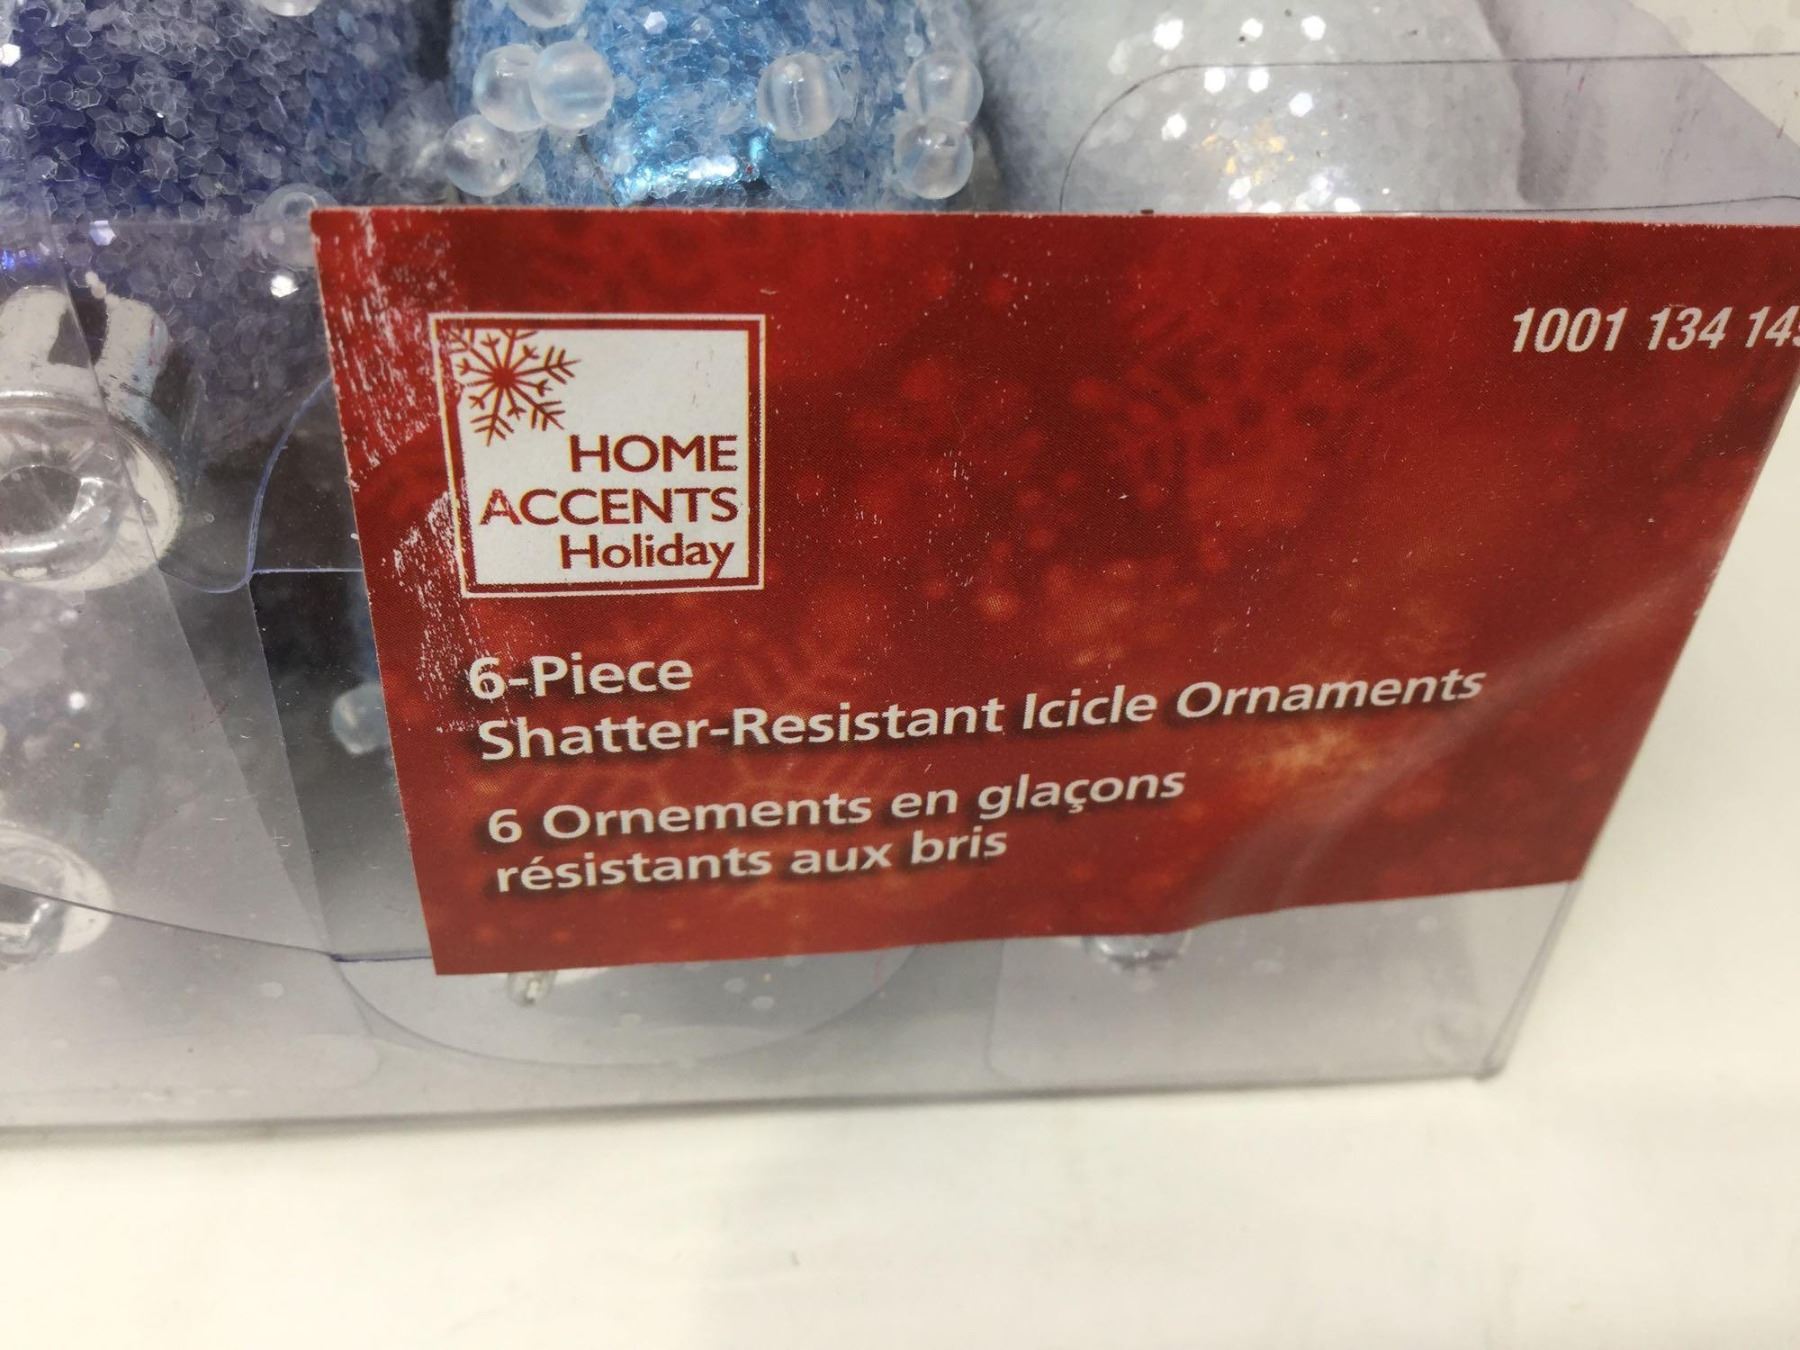 HOME
ACCENTS
Holiday
1001 134
6-Piece
Shatter-Resistant Icicle Ornaments
6 Ornements en glaçons
résistants aux bris